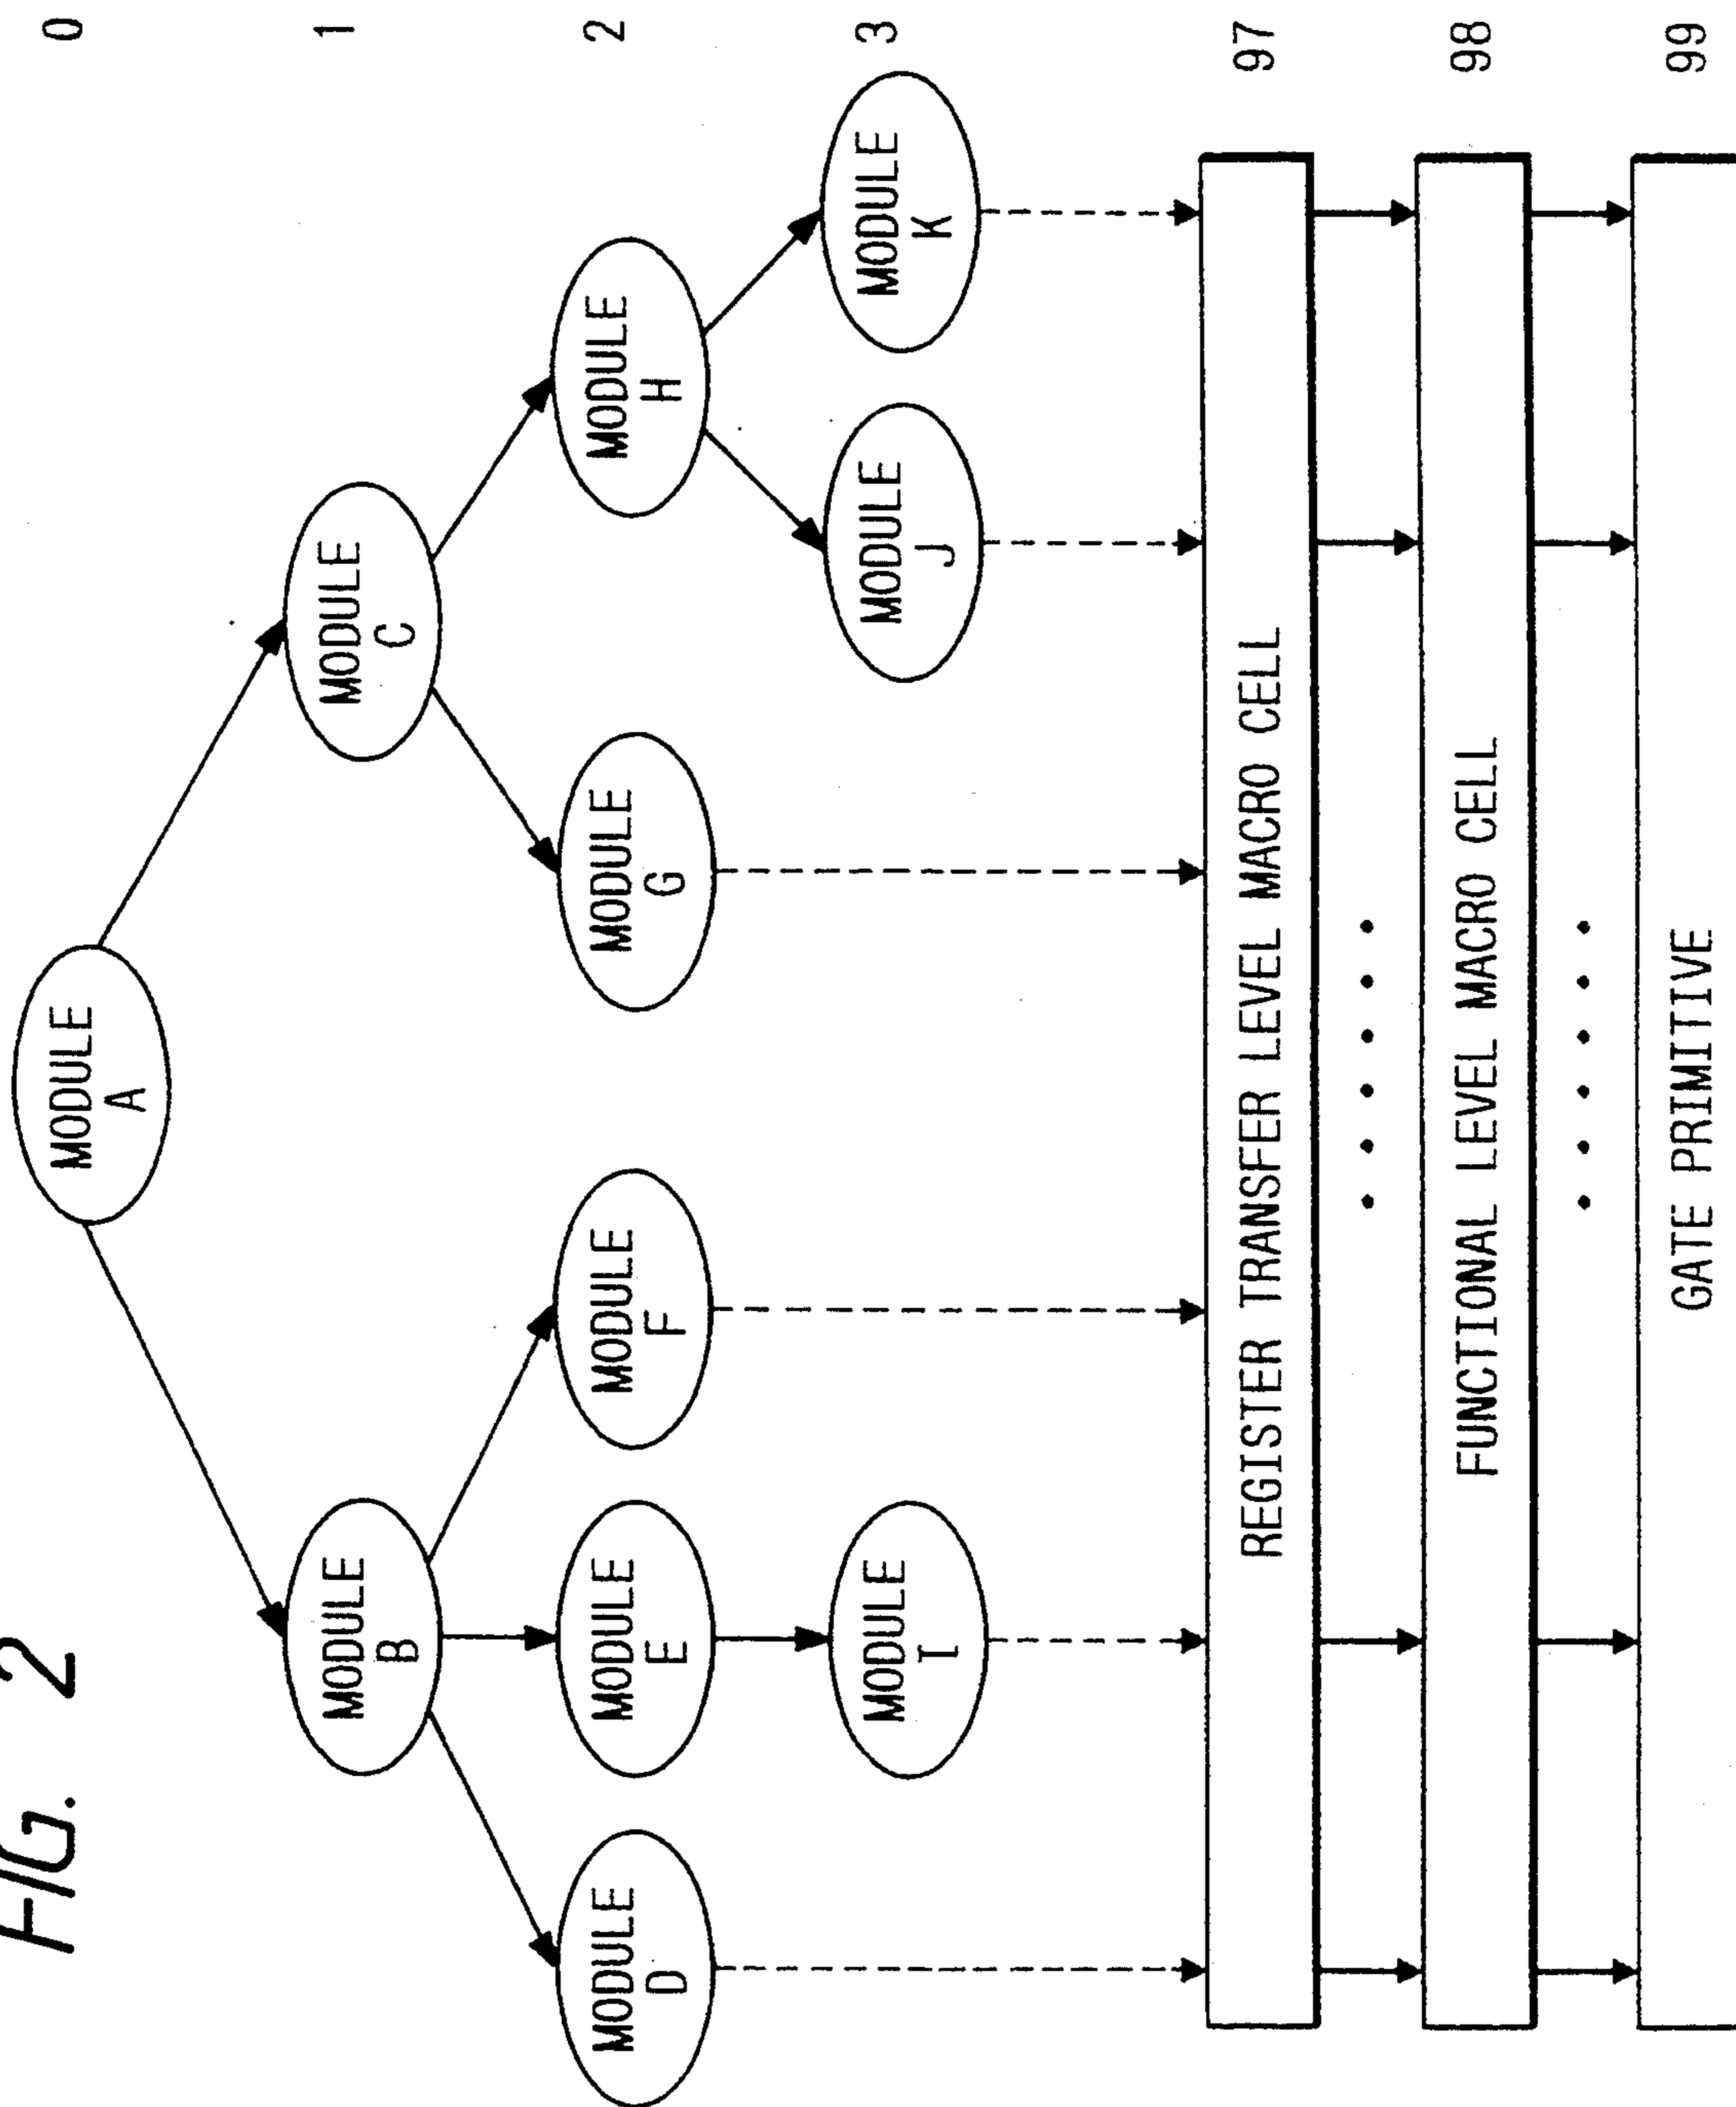 FIG. 2
0
MODULE
A
1
MODULE
B
MODULE
C
2
MODULE
D
MODULE
E
MODULE
F
MODULE
G
MODULE
H
3
MODULE
I
MODULE
J
MODULE
K
97
REGISTER TRANSFER LEVEL MACRO CELL
98
FUNCTIONAL LEVEL MACRO CELL
99
GATE PRIMITIVE